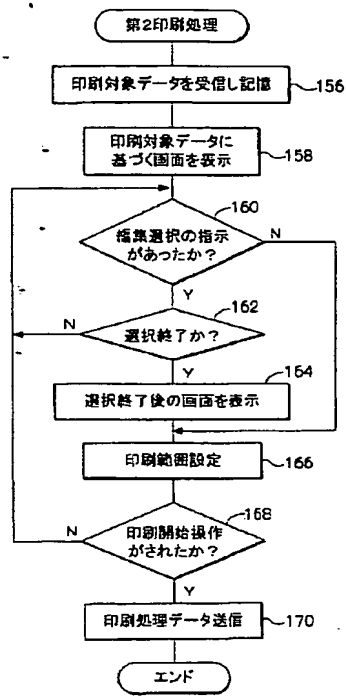 第2印刷処理
印刷対象データを受信し記憶
156
印刷対象データに
基づく画面を表示
158
160
編集選択の指示
があったか？
N
Y
162
N
選択終了か？
Y
164
選択終了後の画面を表示
印刷範囲設定
166
168
N
印刷開始操作
がされたか？
Y
印刷処理データ送信
170
エンド